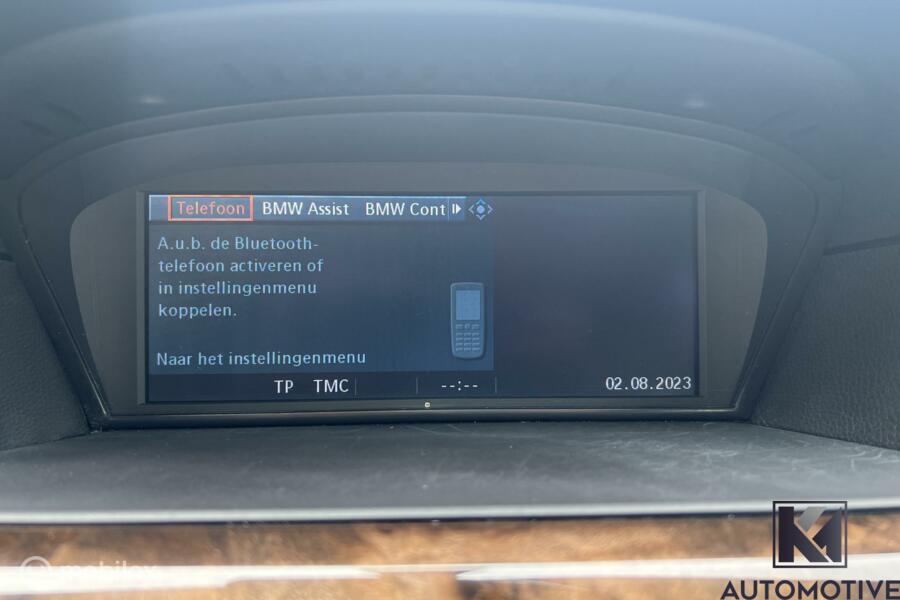 Telefoon BMW Assist BMW Cont
A.u.b. de Bluetooth-
telefoon activeren of
in instellingenmenu
koppelen.
Naar het instellingenmenu
TP TMC --:-- 02.08.2023
KM
AUTOMOTIVE